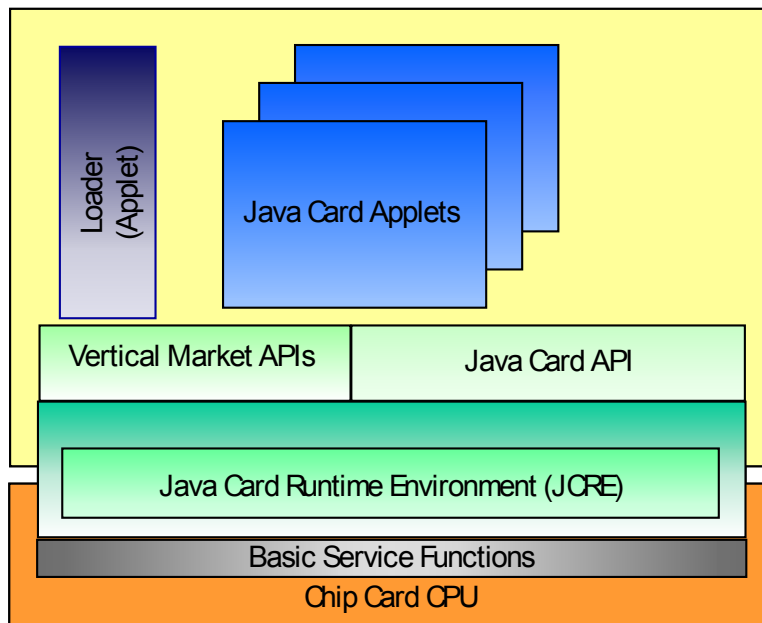 Loader
(Applet)
Java Card Applets
Vertical Market APIs
Java Card API
Java Card Runtime Environment (JCRE)
Basic Service Functions
Chip Card CPU